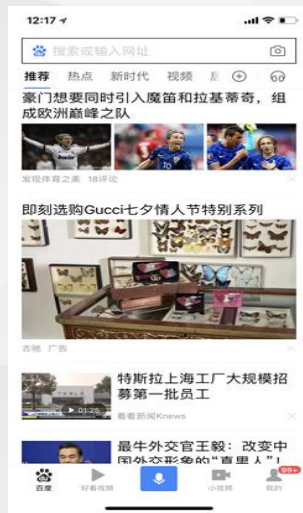 12:17
搜索或输入网址
推荐 热点 新时代 视频
豪门想要同时引入魔笛和拉基蒂奇，组
成欧洲巅峰之队
发现体育之美 18评论
即刻选购Gucci七夕情人节特别系列
古驰 广告
特斯拉上海工厂大规模招
募第一批员工
01:25
看看新闻Knews
最牛外交官王毅：改变中
国外交形象的“真男人”！
99+
百度 好看视频 小视频 我的